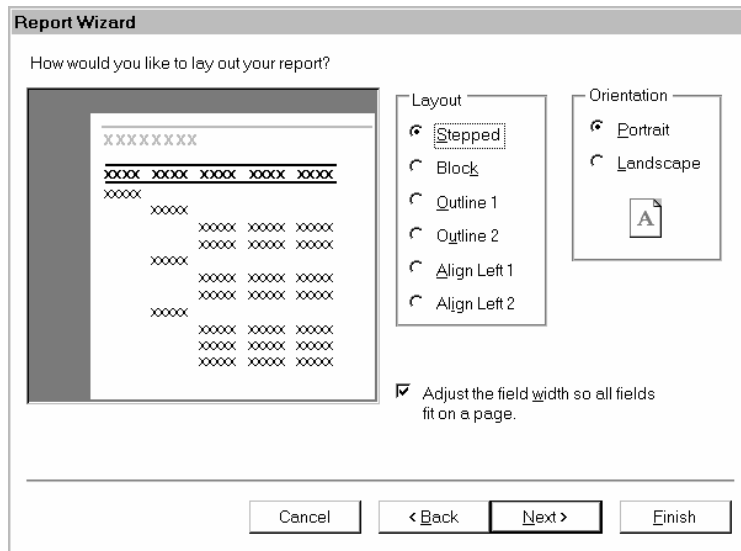 Report Wizard
How would you like to lay out your report?
XXXXXXXX
XXXX XXXX XXXX XXXX XXXX
XXXXX
XXXXX
XXXXX XXXXX XXXXX
XXXXX XXXXX XXXXX
XXXXX
XXXXX XXXXX XXXXX
XXXXX XXXXX XXXXX
XXXXX
XXXXX XXXXX XXXXX
XXXXX XXXXX XXXXX
XXXXX XXXXX XXXXX
Layout
Stepped
Block
Outline 1
Outline 2
Align Left 1
Align Left 2
Orientation
Portrait
Landscape
A
Adjust the field width so all fields
fit on a page.
Cancel
< Back
Next >
Finish